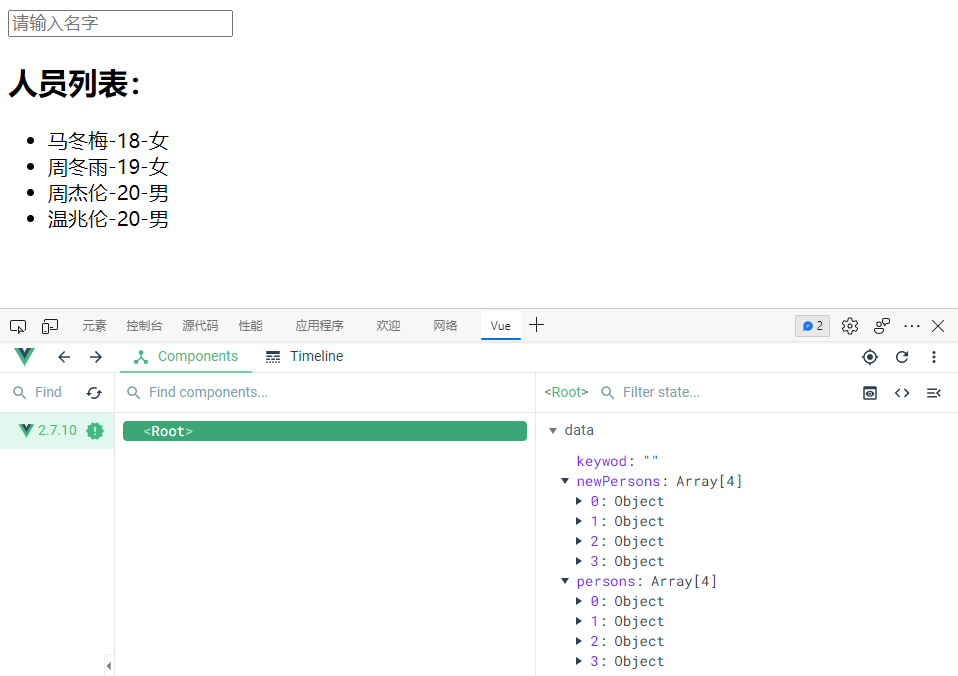 请输入名字
人员列表：
马冬梅-18-女
周冬雨-19-女
周杰伦-20-男
温兆伦-20-男
元素 控制台 源代码 性能 应用程序 欢迎 网络 Vue 2
Components Timeline
Find Find components... <Root> Filter state...
2.7.10 <Root> data
keywod: ""
newPersons: Array[4]
0: Object
1: Object
2: Object
3: Object
persons: Array[4]
0: Object
1: Object
2: Object
3: Object